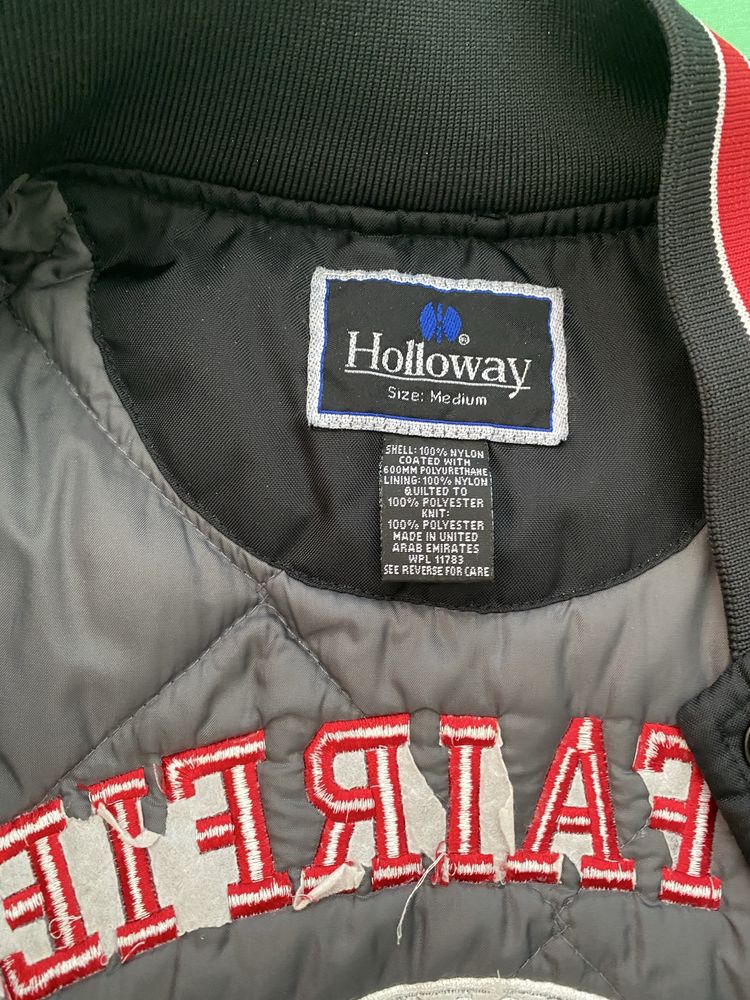 Holloway®
Size: Medium
SHELL: 100% NYLON
COATED WITH
600MM POLYURETHANE
LINING: 100% NYLON
QUILTED TO
100% POLYESTER
KNIT:
100% POLYESTER
MADE IN UNITED
ARAB EMIRATES
WPL 11783
SEE REVERSE FOR CARE
FAIRFIE